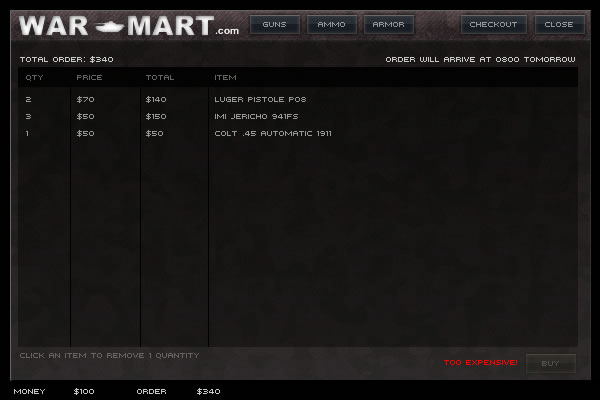 WAR MART.com GUNS AMMO ARMOR CHECKOUT CLOSE
TOTAL ORDER: $340 ORDER WILL ARRIVE AT 0800 TOMORROW
QTY PRICE TOTAL ITEM
2 $70 $140 LUGER PISTOLE P08
3 $50 $150 IMI JERICHO 941FS
1 $50 $50 COLT .45 AUTOMATIC 1911
CLICK AN ITEM TO REMOVE 1 QUANTITY
TOO EXPENSIVE! BUY
MONEY $100 ORDER $340